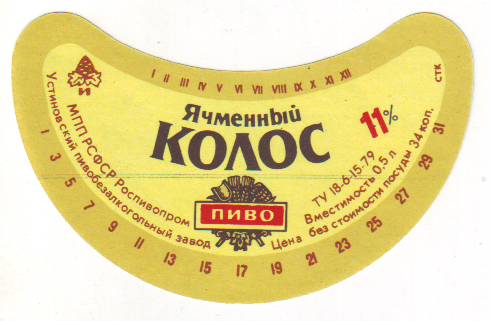 I II III IV V VI VII VIII IX X XI XII
стк
И
Ячменный
КОЛОС
11%
ПИВО
МПП РСФСР Роспивопром
Устиновский пивобезалкогольный завод
ТУ 18-6-15-79
Вместимость 0,5 л
Цена без стоимости посуды 34 коп.
1 3 5 7 9 11 13 15 17 19 21 23 25 27 29 31